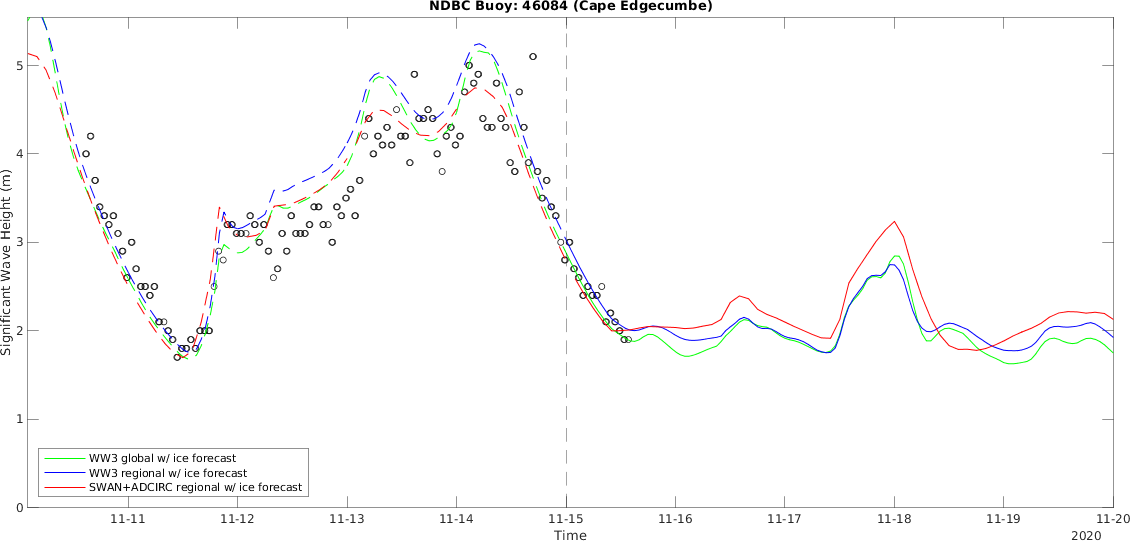 NDBC Buoy: 46084 (Cape Edgecumbe)
Significant Wave Height (m)
5
4
3
2
1
0
WW3 global w/ ice forecast
WW3 regional w/ ice forecast
SWAN+ADCIRC regional w/ ice forecast
11-11 11-12 11-13 11-14 11-15 11-16 11-17 11-18 11-19 11-20
Time
2020